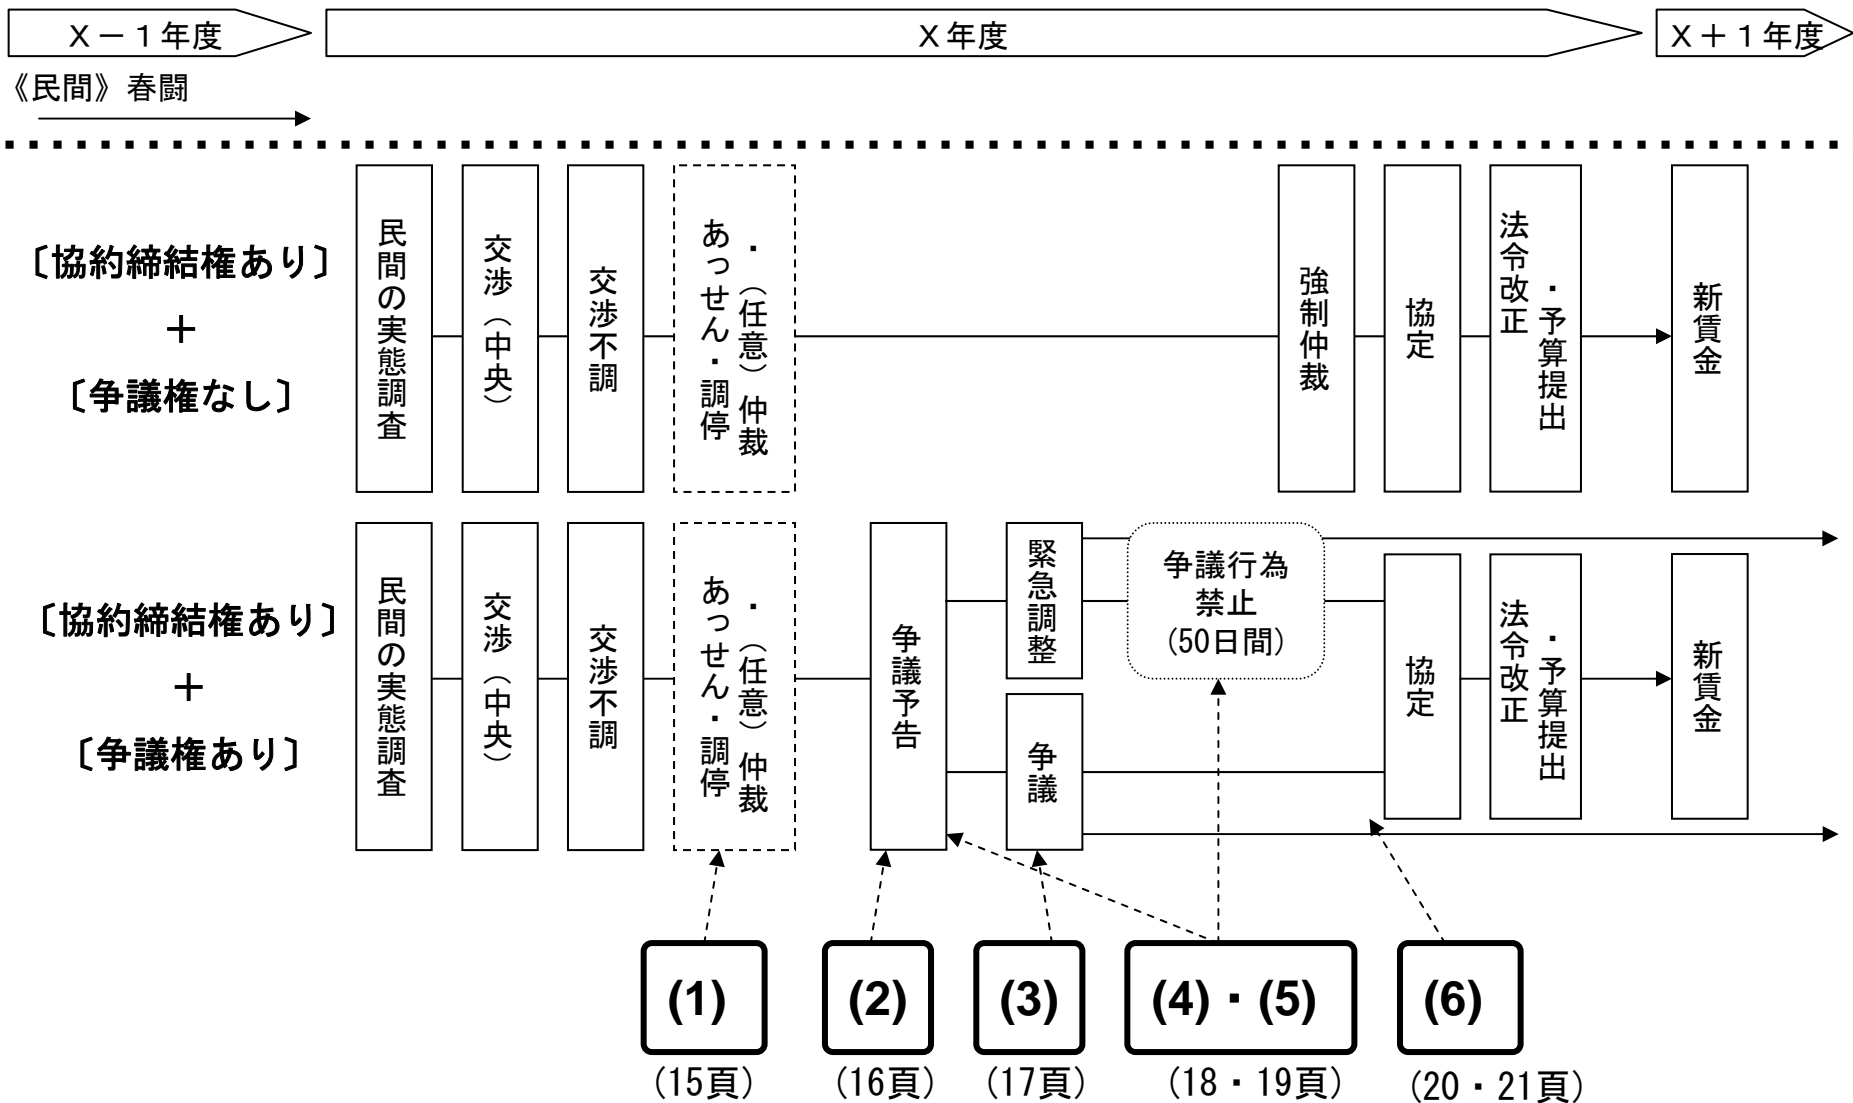 X－1年度
X年度
X＋1年度
《民間》春闘
〔協約締結権あり〕
＋
〔争議権なし〕
民間の実態調査
交渉（中央）
交渉不調
あっせん・調停
・（任意）仲裁
強制仲裁
協定
法令改正
・予算提出
新賃金
〔協約締結権あり〕
＋
〔争議権あり〕
民間の実態調査
交渉（中央）
交渉不調
あっせん・調停
・（任意）仲裁
争議予告
緊急調整
争議
争議行為
禁止
（50日間）
協定
法令改正
・予算提出
新賃金
(1)
(2)
(3)
(4)・(5)
(6)
（15頁）
（16頁）
（17頁）
（18・19頁）
（20・21頁）